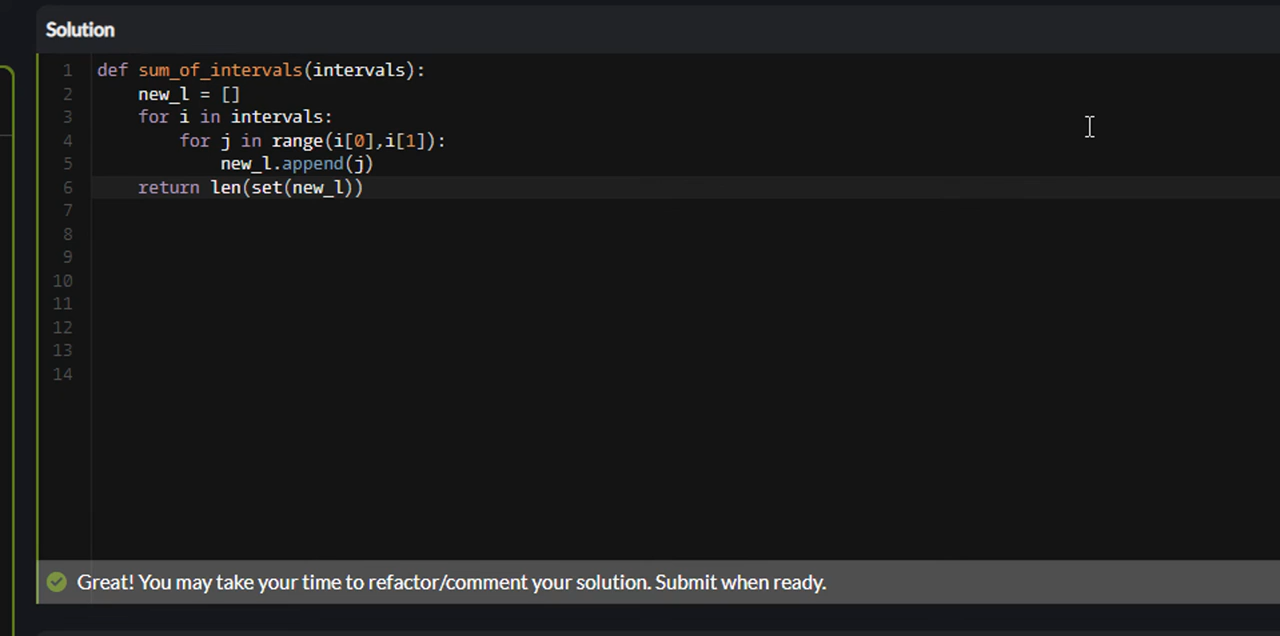 Solution
1 def sum_of_intervals(intervals):
2     new_l = []
3     for i in intervals:
4         for j in range(i[0],i[1]):
5             new_l.append(j)
6     return len(set(new_l))
7
8
9
10
11
12
13
14
Great! You may take your time to refactor/comment your solution. Submit when ready.